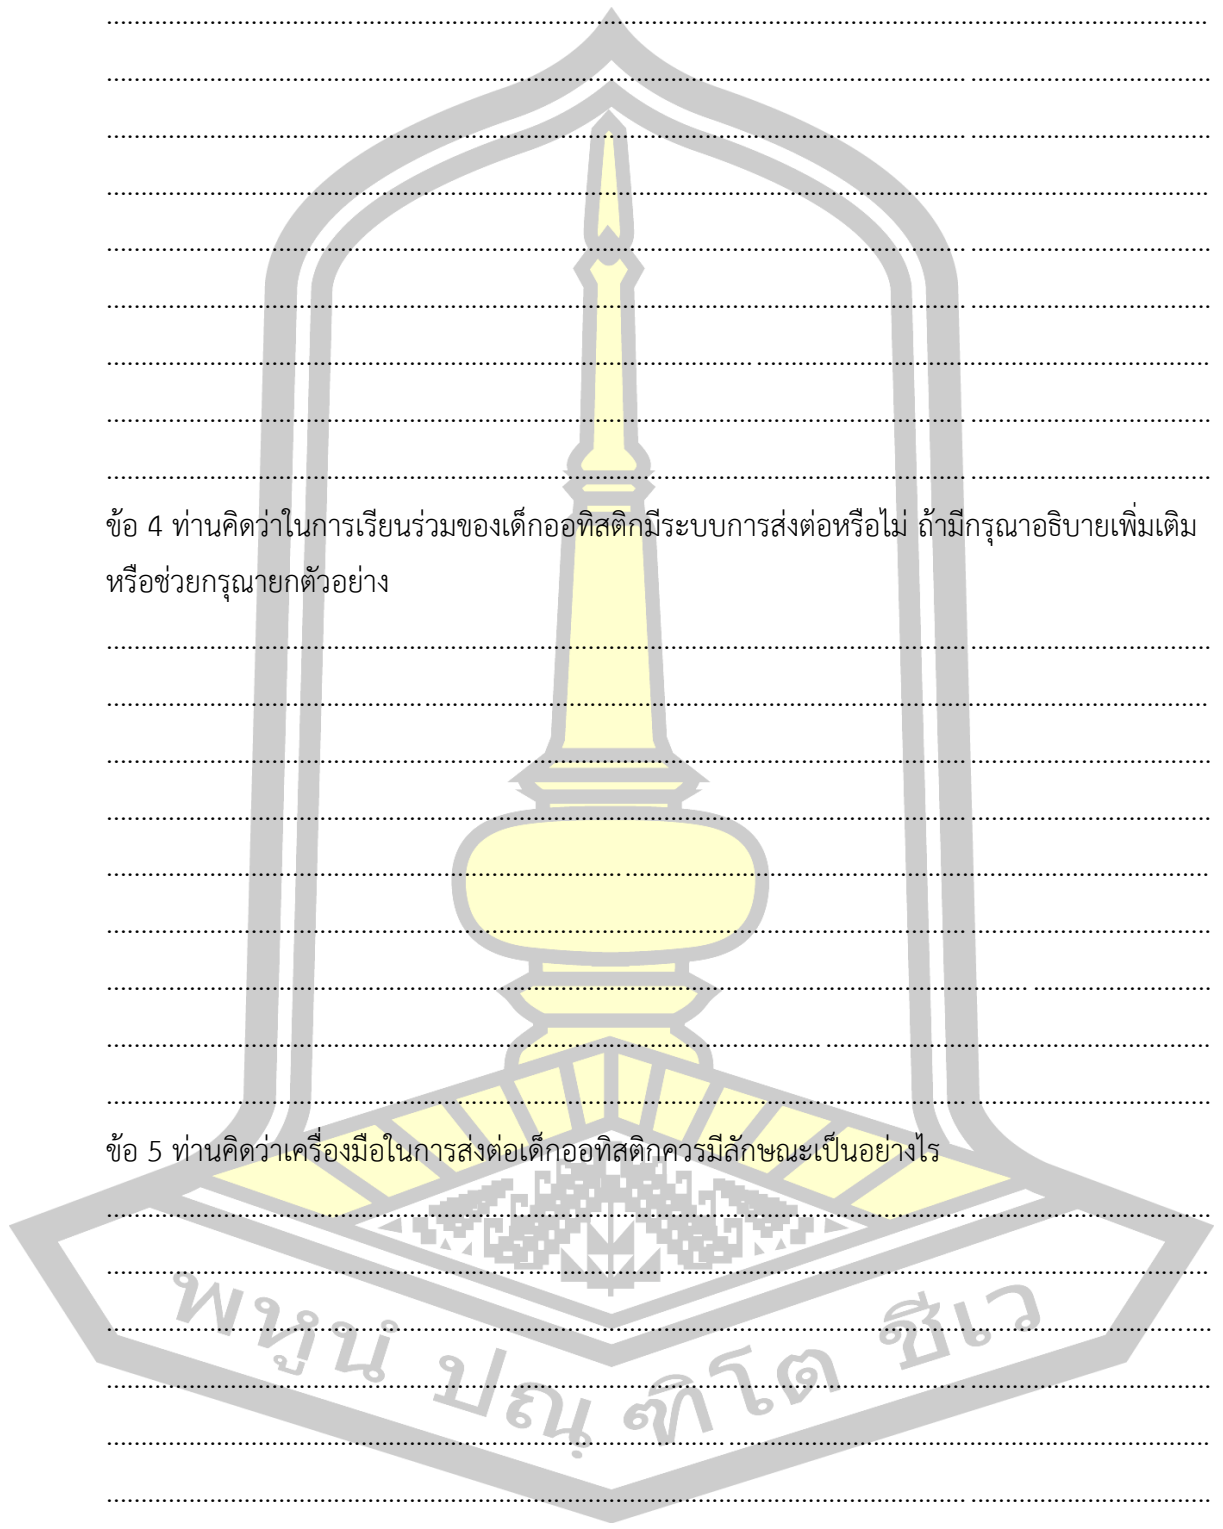 ข้อ 4 ท่านคิดว่าในการเรียนร่วมของเด็กออทิสติกมีระบบการส่งต่อหรือไม่ ถ้ามีกรุณาอธิบายเพิ่มเติม
หรือช่วยกรุณายกตัวอย่าง
ข้อ 5 ท่านคิดว่าเครื่องมือในการส่งต่อเด็กออทิสติกควรมีลักษณะเป็นอย่างไร
พหูนํ ปณฺฑิโต ชีเว